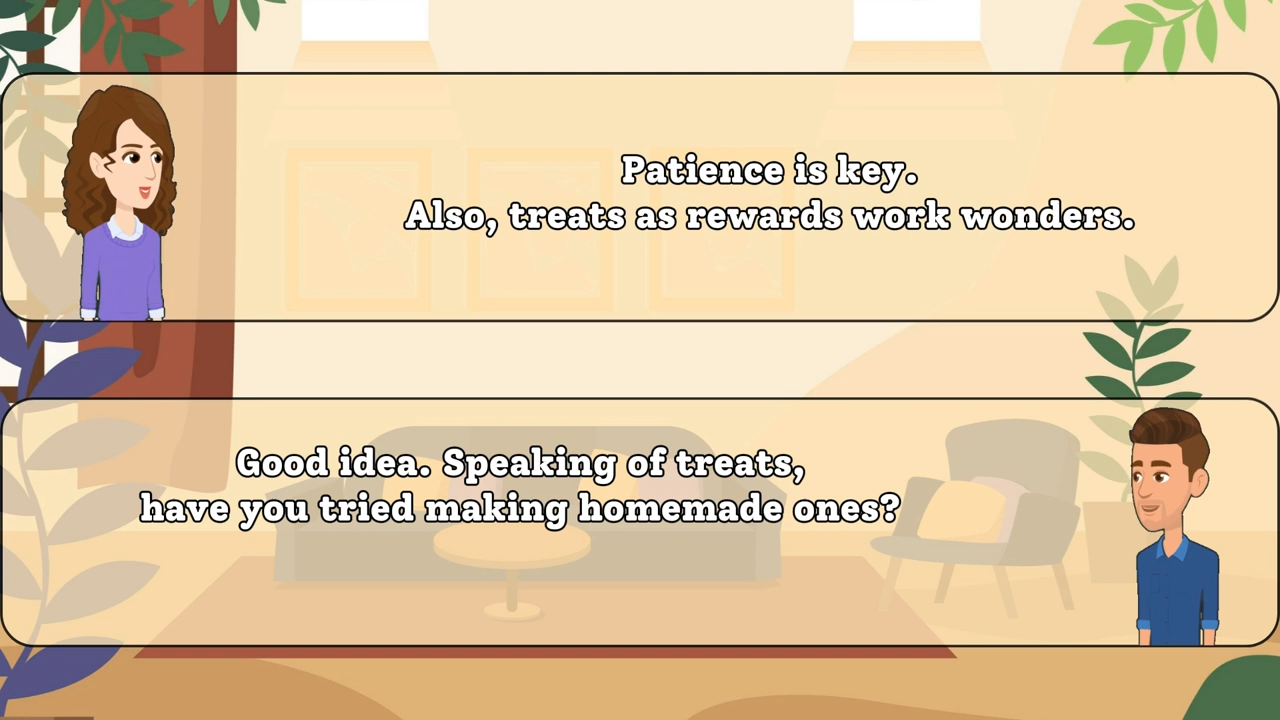 Patience is key.
Also, treats as rewards work wonders.
Good idea. Speaking of treats,
have you tried making homemade ones?